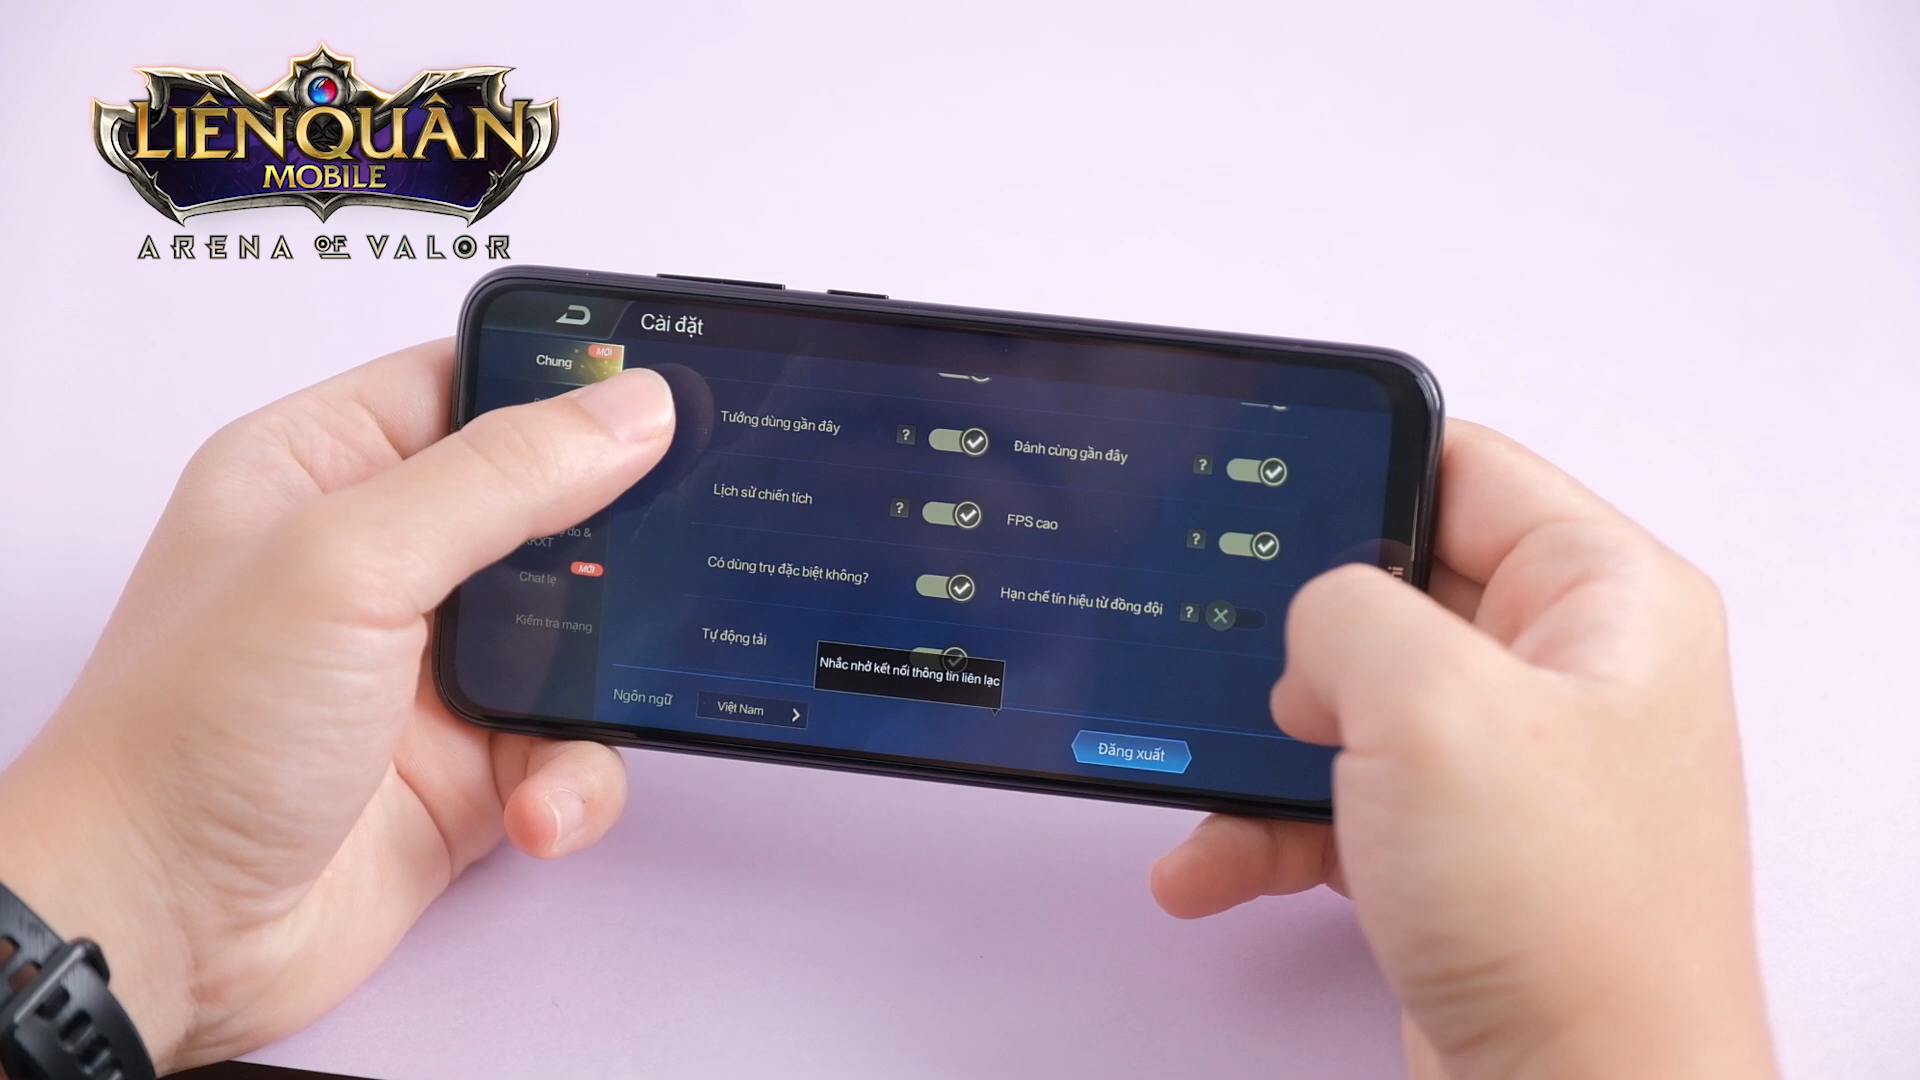 LIÊN QUÂN
MOBILE
ARENA OF VALOR
Cài đặt
Chung
MỚI
Tướng dùng gần đây
?
Đánh cùng gần đây
?
Lịch sử chiến tích
?
FPS cao
?
do &
Có dùng trụ đặc biệt không?
Hạn chế tín hiệu từ đồng đội
?
Chat lẹ
MỚI
Kiểm tra mạng
Tự động tải
Nhắc nhở kết nối thông tin liên lạc
Ngôn ngữ
Việt Nam
Đăng xuất